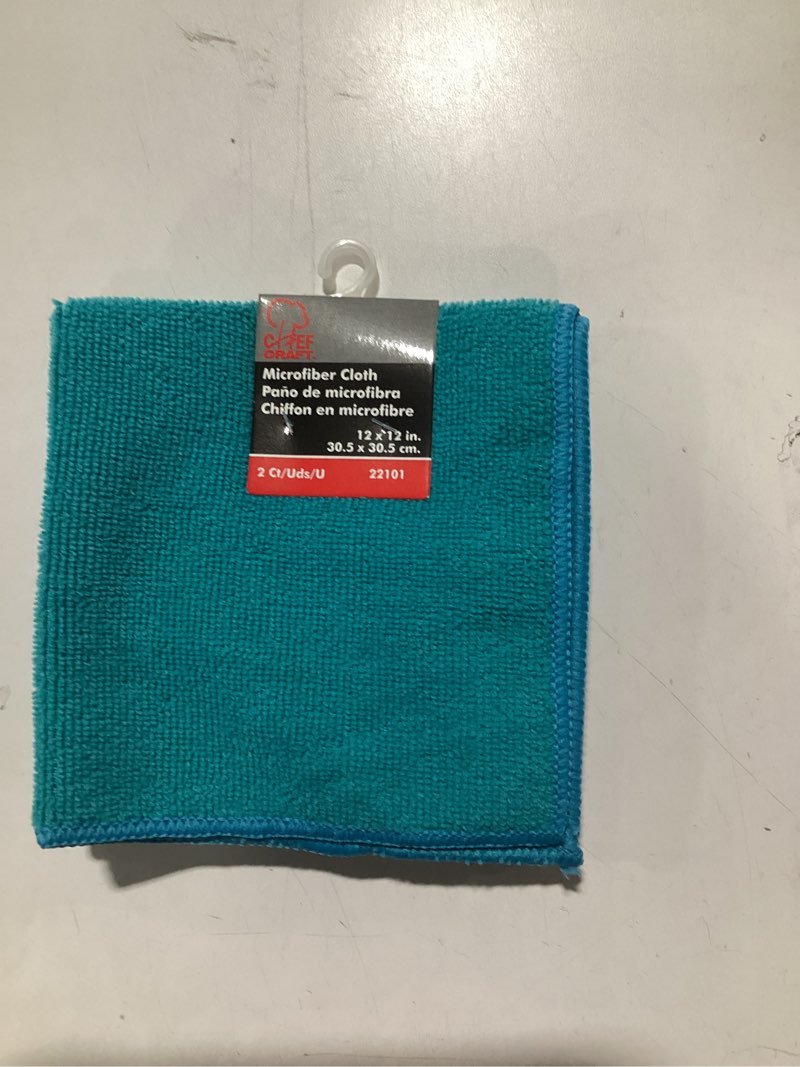 CHEF
CRAFT
Microfiber Cloth
Paño de microfibra
Chiffon en microfibre
12 x 12 in.
30.5 x 30.5 cm.
2 Ct/Uds/U 22101